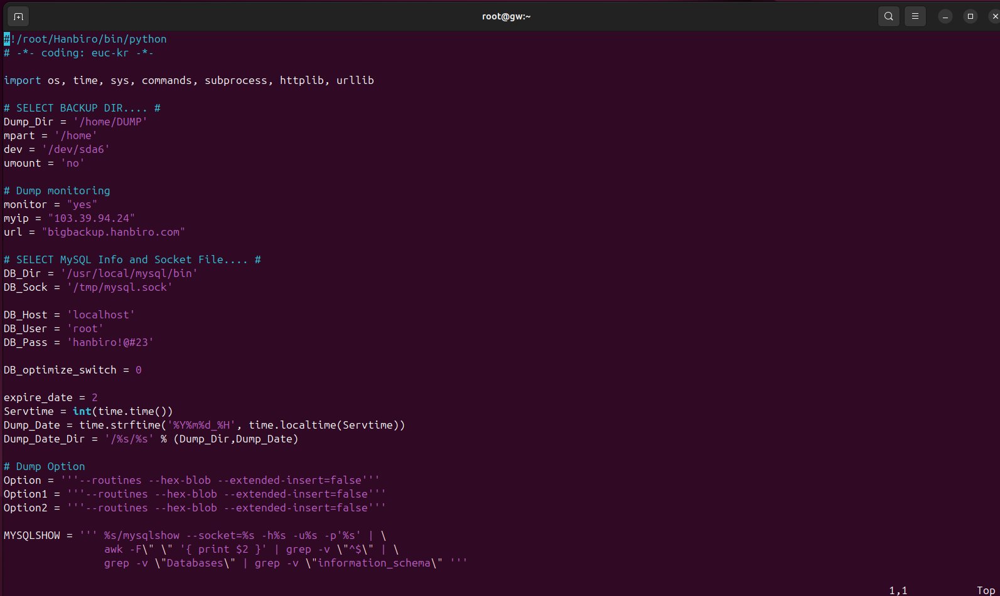 root@gw:~
#!/root/Hanbiro/bin/python
# -*- coding: euc-kr -*-
import os, time, sys, commands, subprocess, httplib, urllib
# SELECT BACKUP DIR.... #
Dump_Dir = '/home/DUMP'
mpart = '/home'
dev = '/dev/sda6'
umount = 'no'
# Dump monitoring
monitor = "yes"
myip = "103.39.94.24"
url = "bigbackup.hanbiro.com"
# SELECT MySQL Info and Socket File.... #
DB_Dir = '/usr/local/mysql/bin'
DB_Sock = '/tmp/mysql.sock'
DB_Host = 'localhost'
DB_User = 'root'
DB_Pass = 'hanbiro!@#23'
DB_optimize_switch = 0
expire_date = 2
Servtime = int(time.time())
Dump_Date = time.strftime('%Y%m%d_%H', time.localtime(Servtime))
Dump_Date_Dir = '/%s/%s' % (Dump_Dir,Dump_Date)
# Dump Option
Option = '''--routines --hex-blob --extended-insert=false'''
Option1 = '''--routines --hex-blob --extended-insert=false'''
Option2 = '''--routines --hex-blob --extended-insert=false'''
MYSQLSHOW = ''' %s/mysqlshow --socket=%s -h%s -u%s -p'%s' | \
awk -F\" \" '{ print $2 }' | grep -v \"^$\" | \
grep -v \"Databases\" | grep -v \"information_schema\" '''
1,1 Top